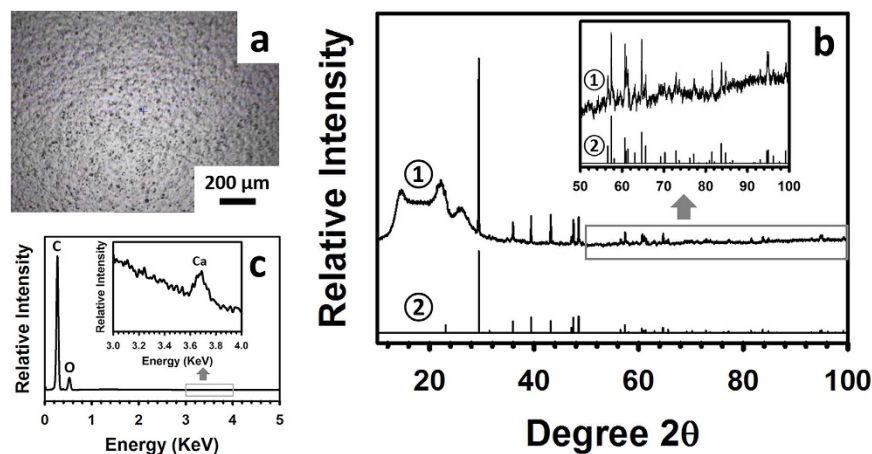 a
200 µm
c
Relative Intensity
C
O
0 1 2 3 4 5
Energy (KeV)
Relative Intensity
Ca
3.0 3.2 3.4 3.6 3.8 4.0
Energy (KeV)
b
Relative Intensity
①
②
20 40 60 80 100
Degree 2θ
①
②
50 60 70 80 90 100